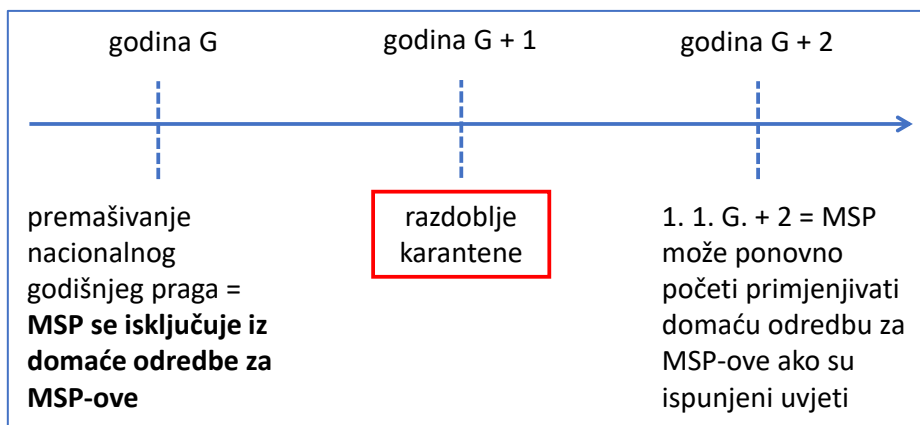 godina G
godina G + 1
godina G + 2
premašivanje
nacionalnog
godišnjeg praga =
MSP se isključuje iz
domaće odredbe za
MSP-ove
razdoblje
karantene
1. 1. G. + 2 = MSP
može ponovno
početi primjenjivati
domaću odredbu za
MSP-ove ako su
ispunjeni uvjeti